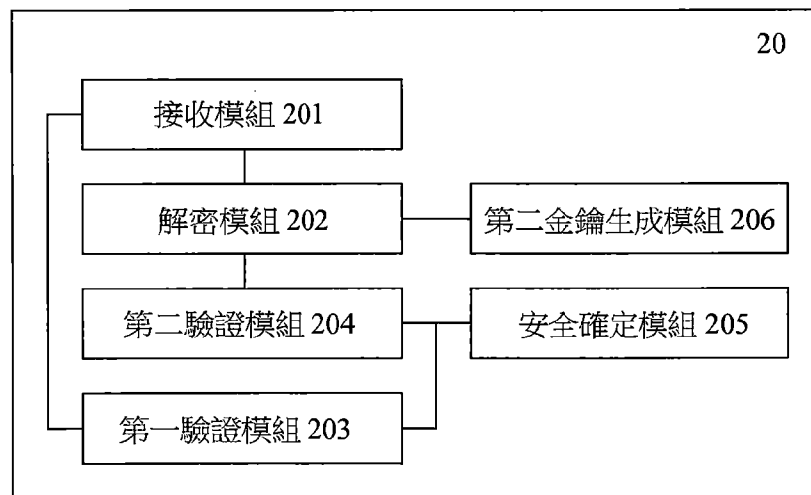 20
接收模組 201
解密模組 202
第二金鑰生成模組 206
第二驗證模組 204
安全確定模組 205
第一驗證模組 203